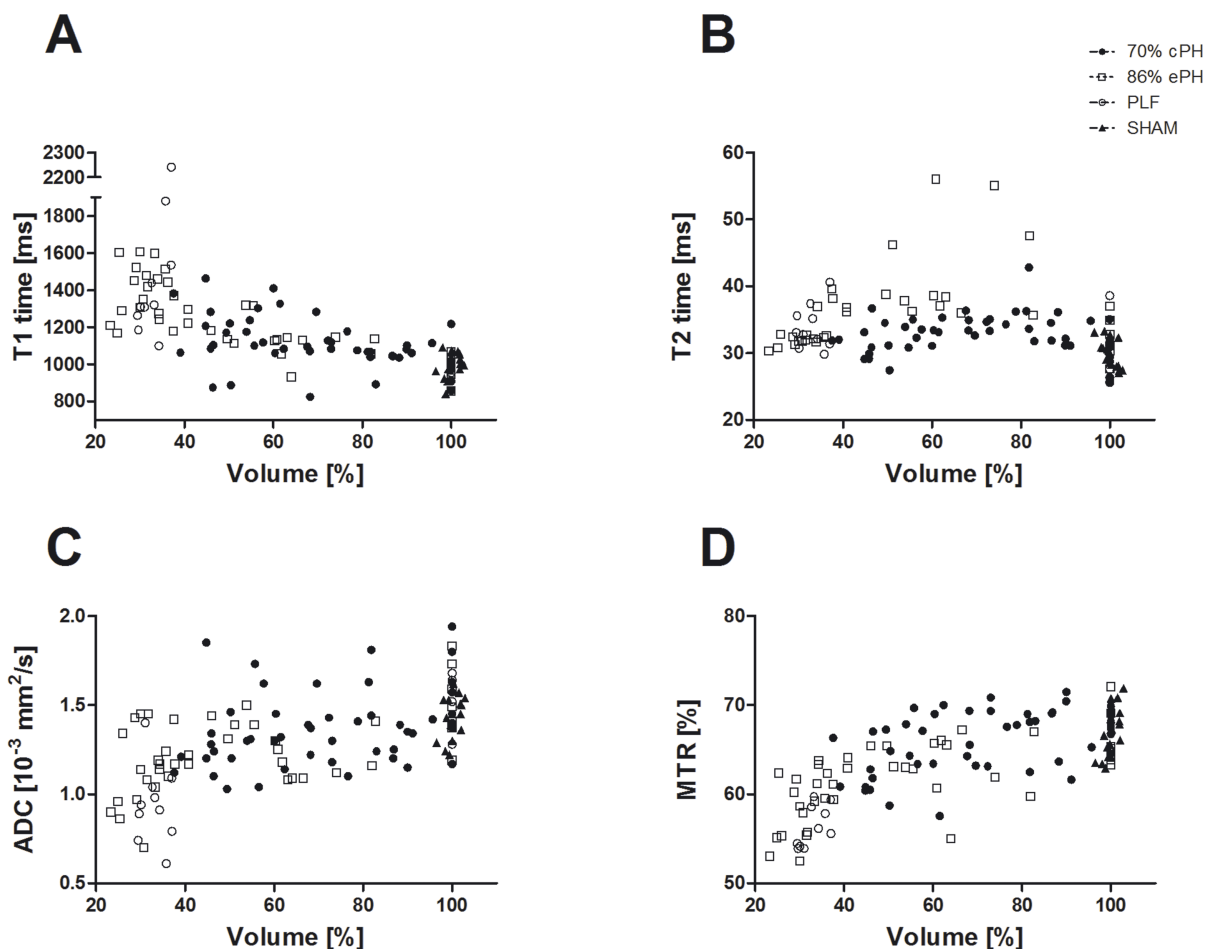 A
B
70% cPH
86% ePH
PLF
SHAM
2300
2200
1800
1600
1400
1200
1000
800
T1 time [ms]
20 40 60 80 100
Volume [%]
60
50
40
30
20
T2 time [ms]
20 40 60 80 100
Volume [%]
C
D
2.0
1.5
1.0
0.5
ADC [10⁻³ mm²/s]
20 40 60 80 100
Volume [%]
80
70
60
50
MTR [%]
20 40 60 80 100
Volume [%]